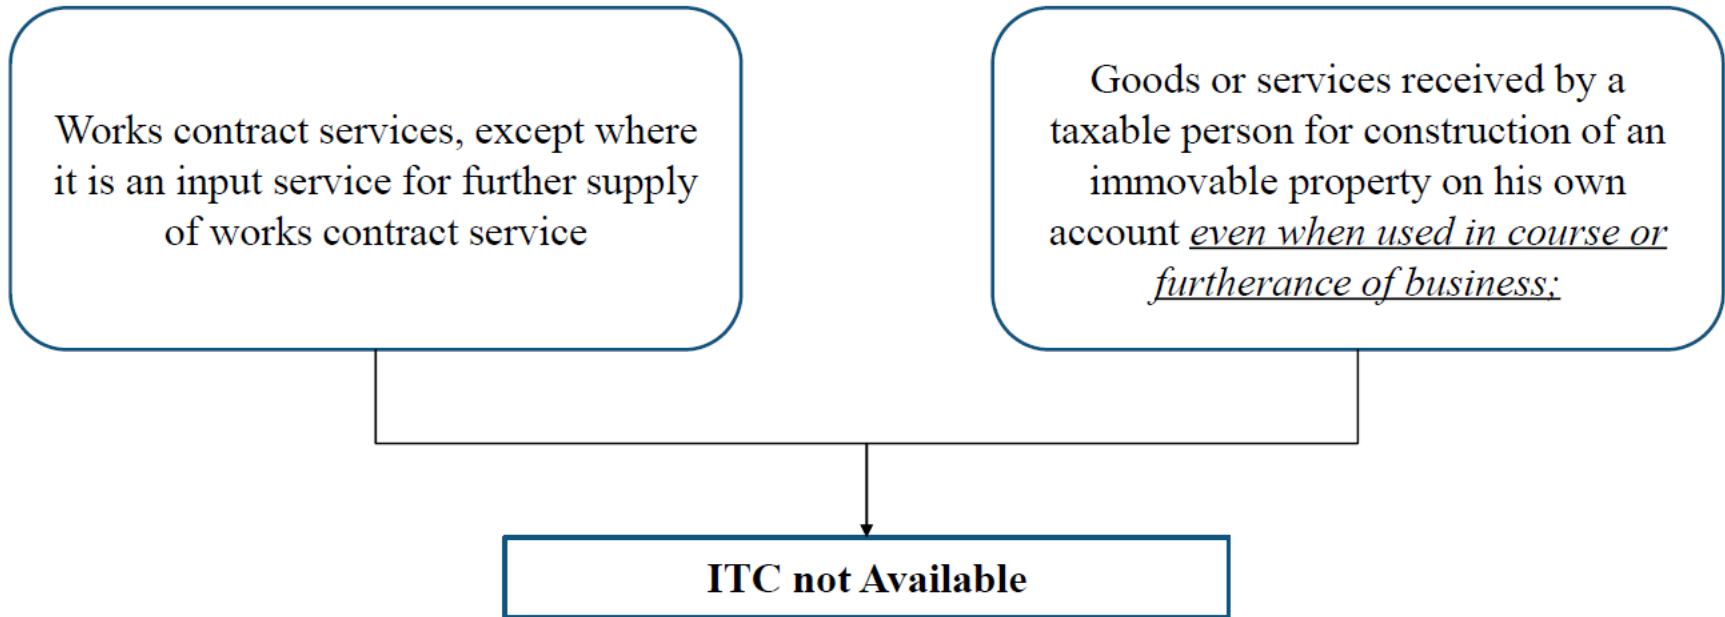 Works contract services, except where
it is an input service for further supply
of works contract service
Goods or services received by a
taxable person for construction of an
immovable property on his own
account even when used in course or
furtherance of business;
ITC not Available